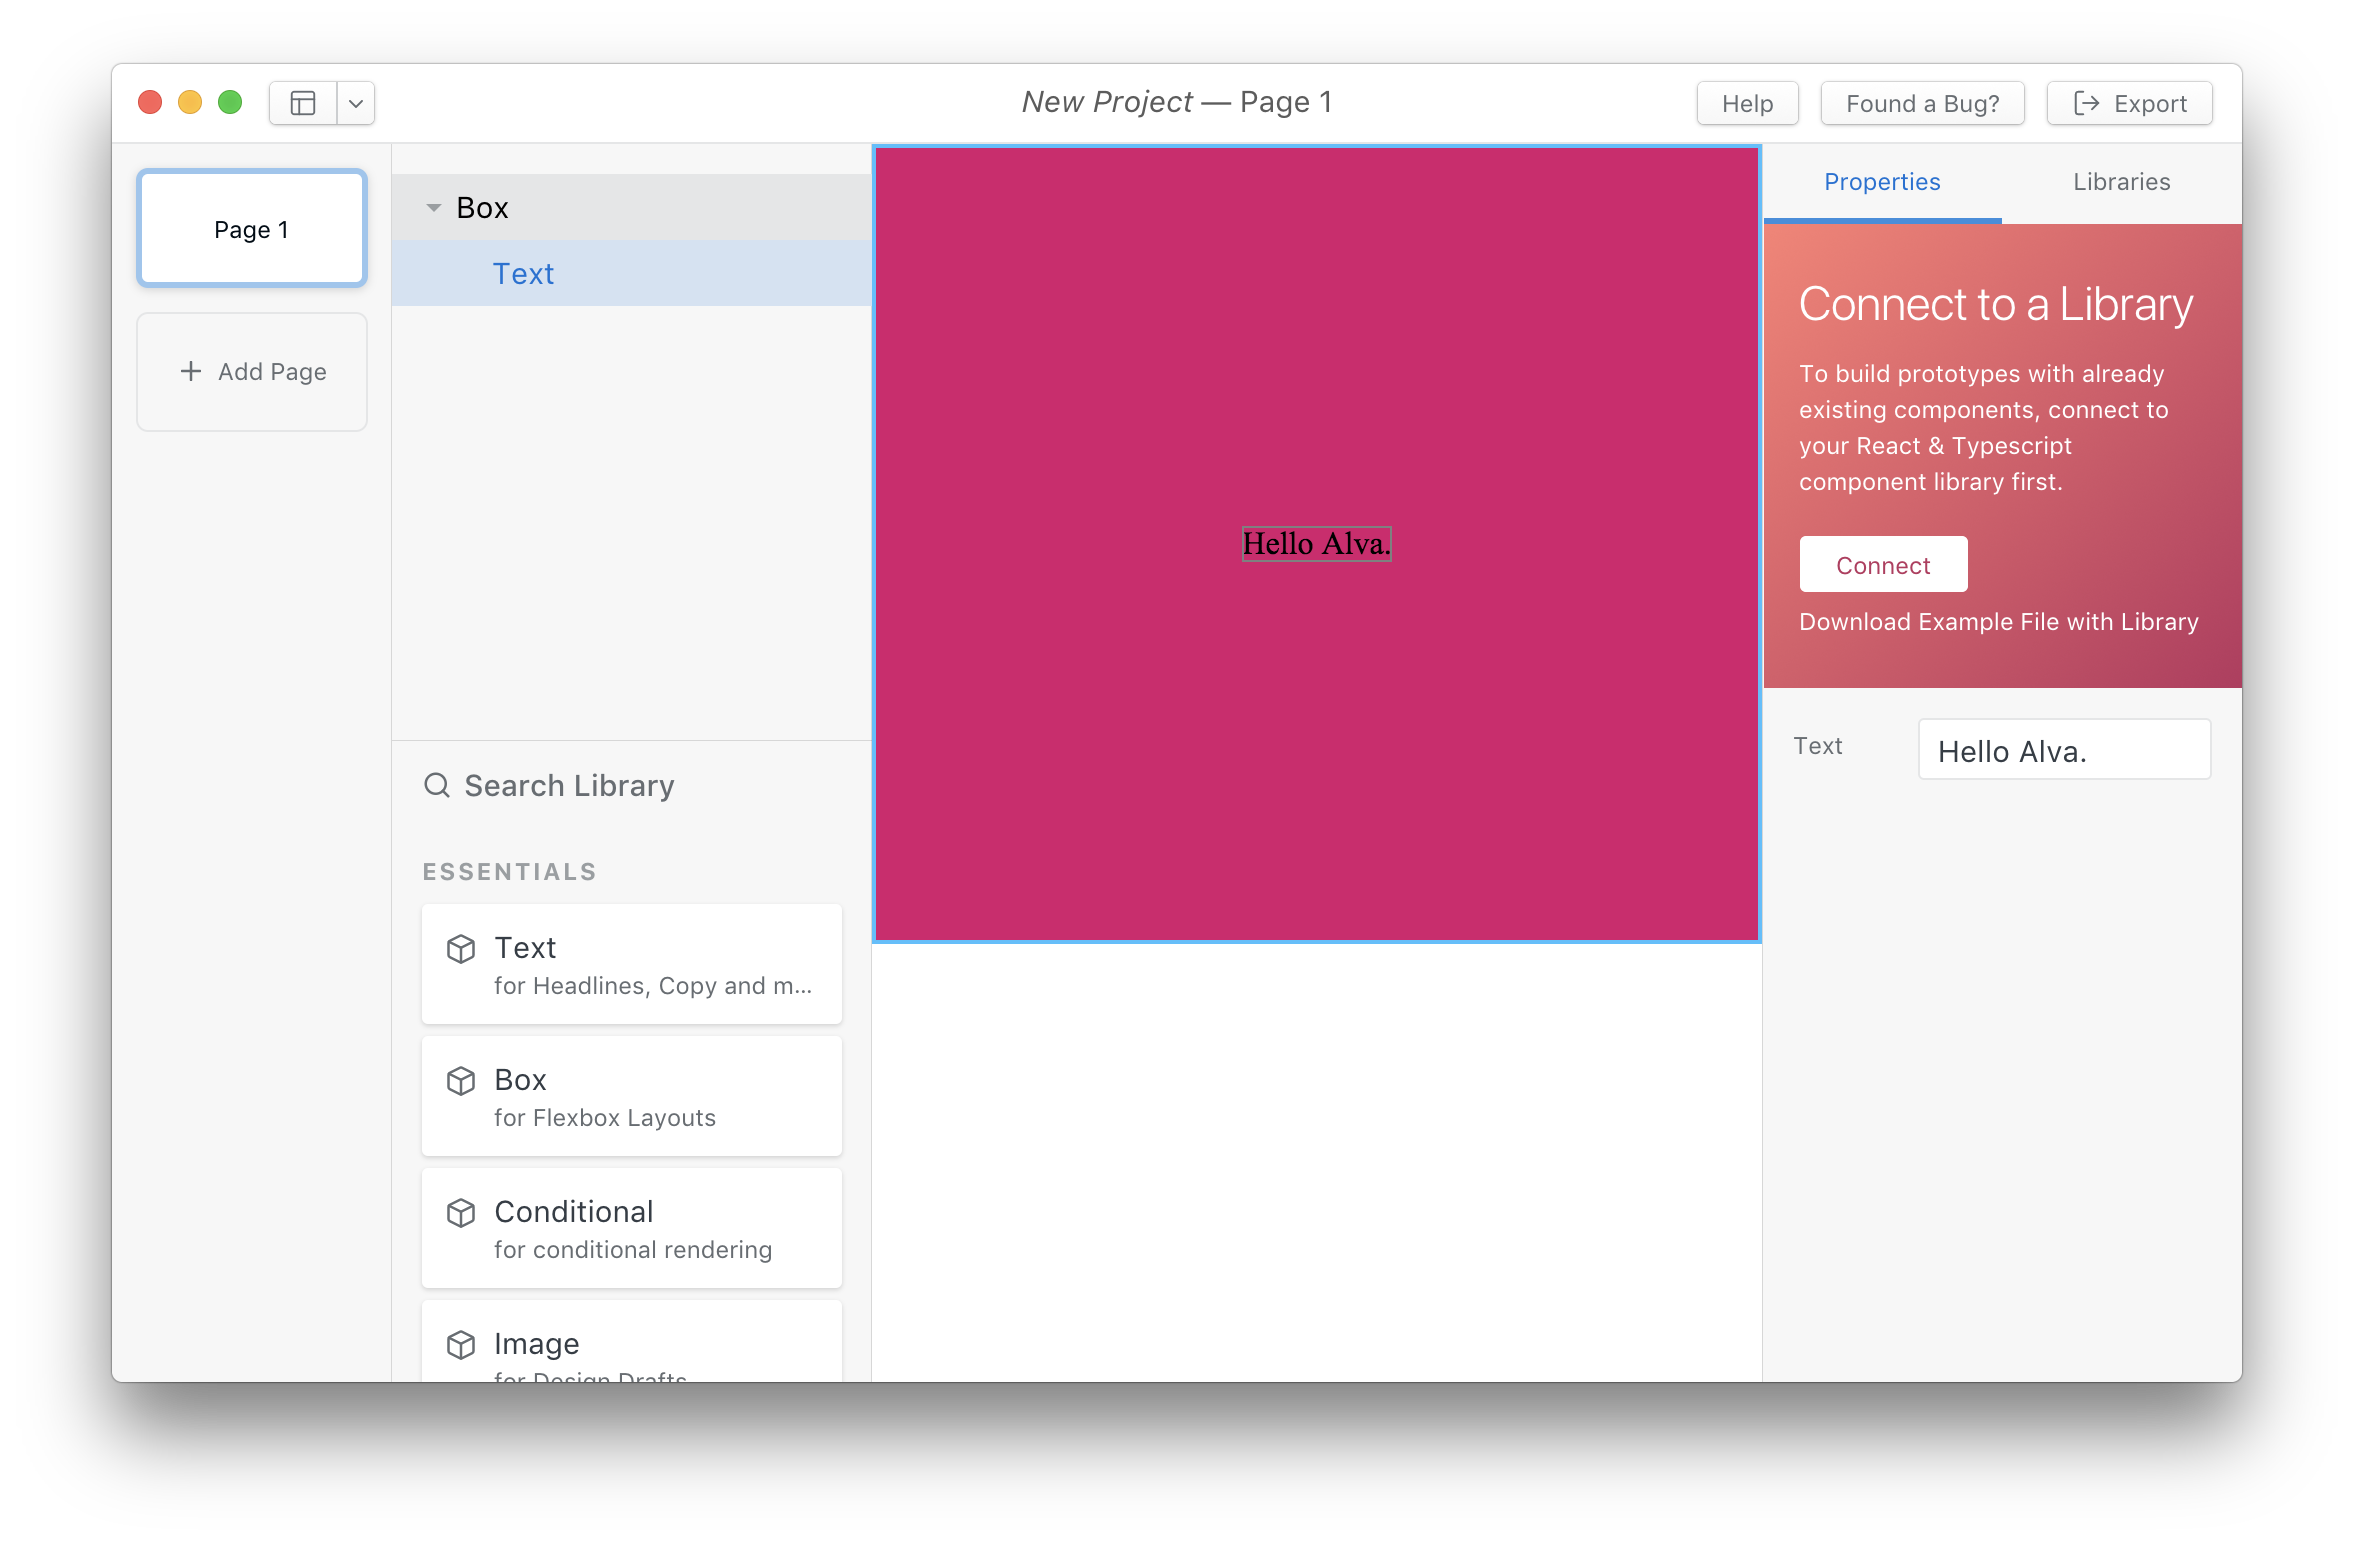 New Project — Page 1
Help
Found a Bug?
Export
Page 1
Add Page
Box
Text
Search Library
ESSENTIALS
Text
for Headlines, Copy and m...
Box
for Flexbox Layouts
Conditional
for conditional rendering
Image
for Design Drafts
Hello Alva.
Properties
Libraries
Connect to a Library
To build prototypes with already
existing components, connect to
your React & Typescript
component library first.
Connect
Download Example File with Library
Text
Hello Alva.